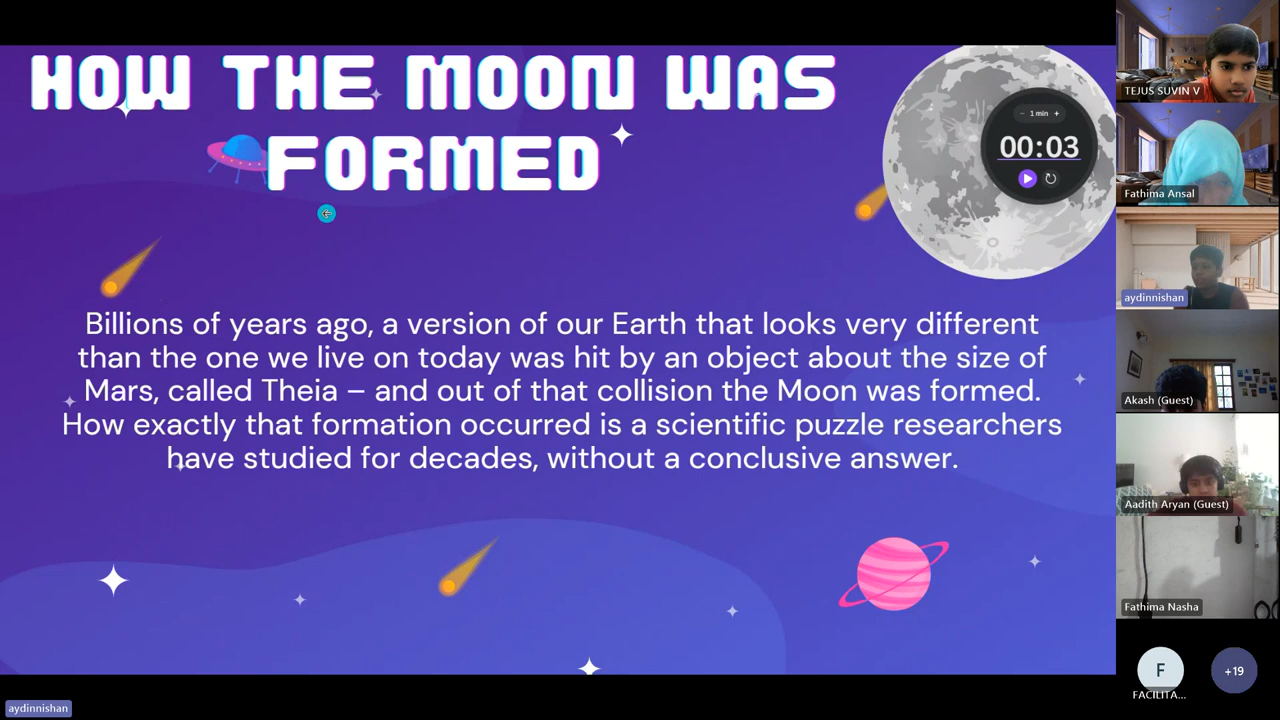 HOW THE MOON WAS
FORMED
− 1 min +
00:03
Billions of years ago, a version of our Earth that looks very different
than the one we live on today was hit by an object about the size of
Mars, called Theia – and out of that collision the Moon was formed.
How exactly that formation occurred is a scientific puzzle researchers
have studied for decades, without a conclusive answer.
TEJUS SUVIN V
Fathima Ansal
aydinnishan
Akash (Guest)
Aadith Aryan (Guest)
Fathima Nasha
F
FACILITA...
+19
aydinnishan